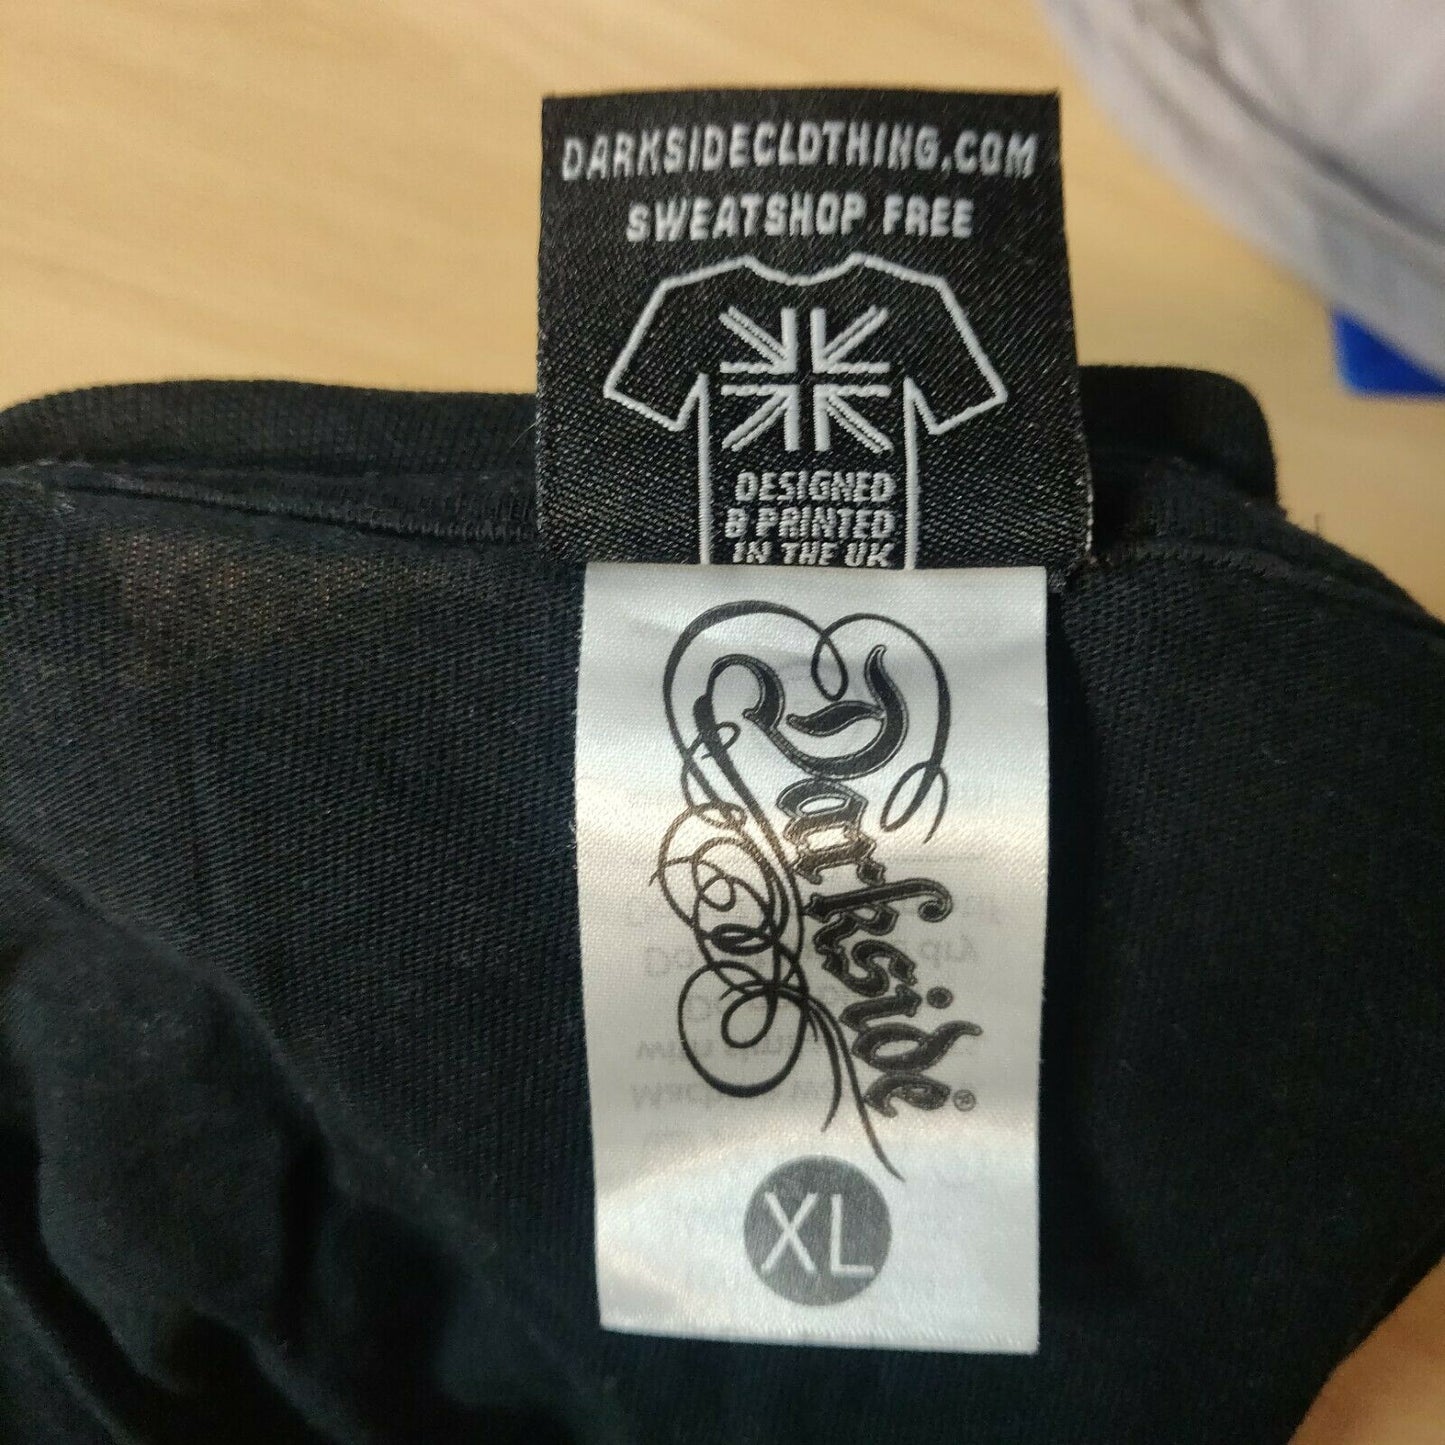 DARKSIDECLOTHING.COM
SWEATSHOP FREE
DESIGNED
& PRINTED
IN THE UK
Darkside®
XL